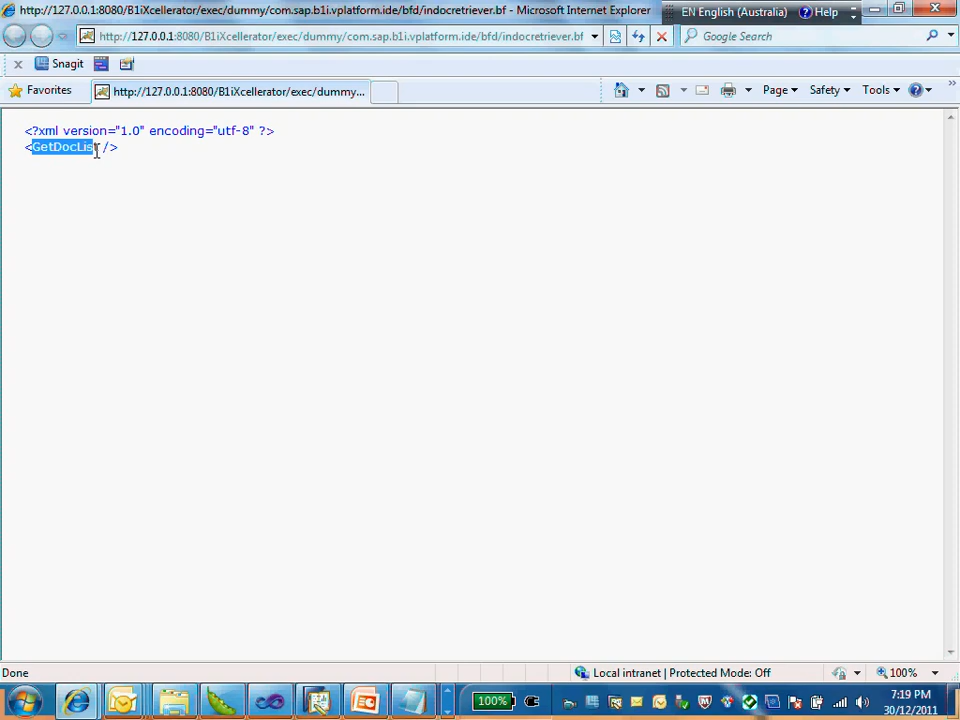 http://127.0.0.1:8080/B1iXcellerator/exec/dummy/com.sap.b1i.vplatform.ide/bfd/indocretriever.bf - Microsoft Internet Explorer
EN English (Australia)
Help
http://127.0.0.1:8080/B1iXcellerator/exec/dummy/com.sap.b1i.vplatform.ide/bfd/indocretriever.bf
Google Search
Snagit
Favorites
http://127.0.0.1:8080/B1iXcellerator/exec/dummy...
Page
Safety
Tools
<?xml version="1.0" encoding="utf-8" ?>
<GetDocList />
Done
Local intranet | Protected Mode: Off
100%
100%
7:19 PM
30/12/2011